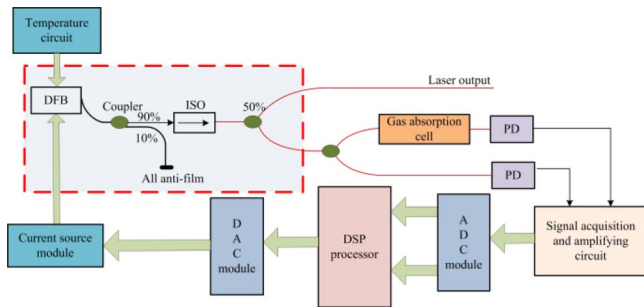 Temperature
circuit
DFB
Coupler
90%
10%
ISO
50%
Laser output
All anti-film
Gas absorption
cell
PD
PD
Current source
module
D
A
C
module
DSP
processor
A
D
C
module
Signal acquisition
and amplifying
circuit